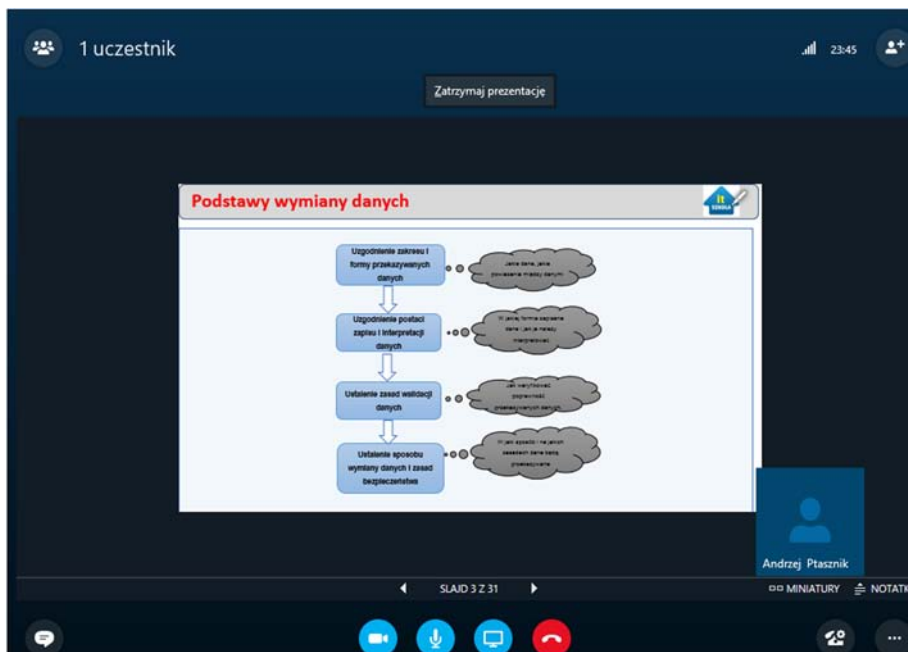 1 uczestnik
23:45
Zatrzymaj prezentację
Podstawy wymiany danych
it
SZKOŁA
Uzgodnienie zakresu i
formy przekazywanych
danych
Jakie dane, jakie
powiązania między danymi
Uzgodnienie postaci
zapisu i interpretacji
danych
W jakiej formie zapisane
dane i jak je należy
interpretować
Ustalenie zasad walidacji
danych
Jak weryfikować
poprawność
przekazywanych danych
Ustalenie sposobu
wymiany danych i zasad
bezpieczeństwa
W jaki sposób i na jakich
zasadach dane będą
przekazywane
Andrzej Ptasznik
SLAJD 3 Z 31
MINIATURY
NOTATK